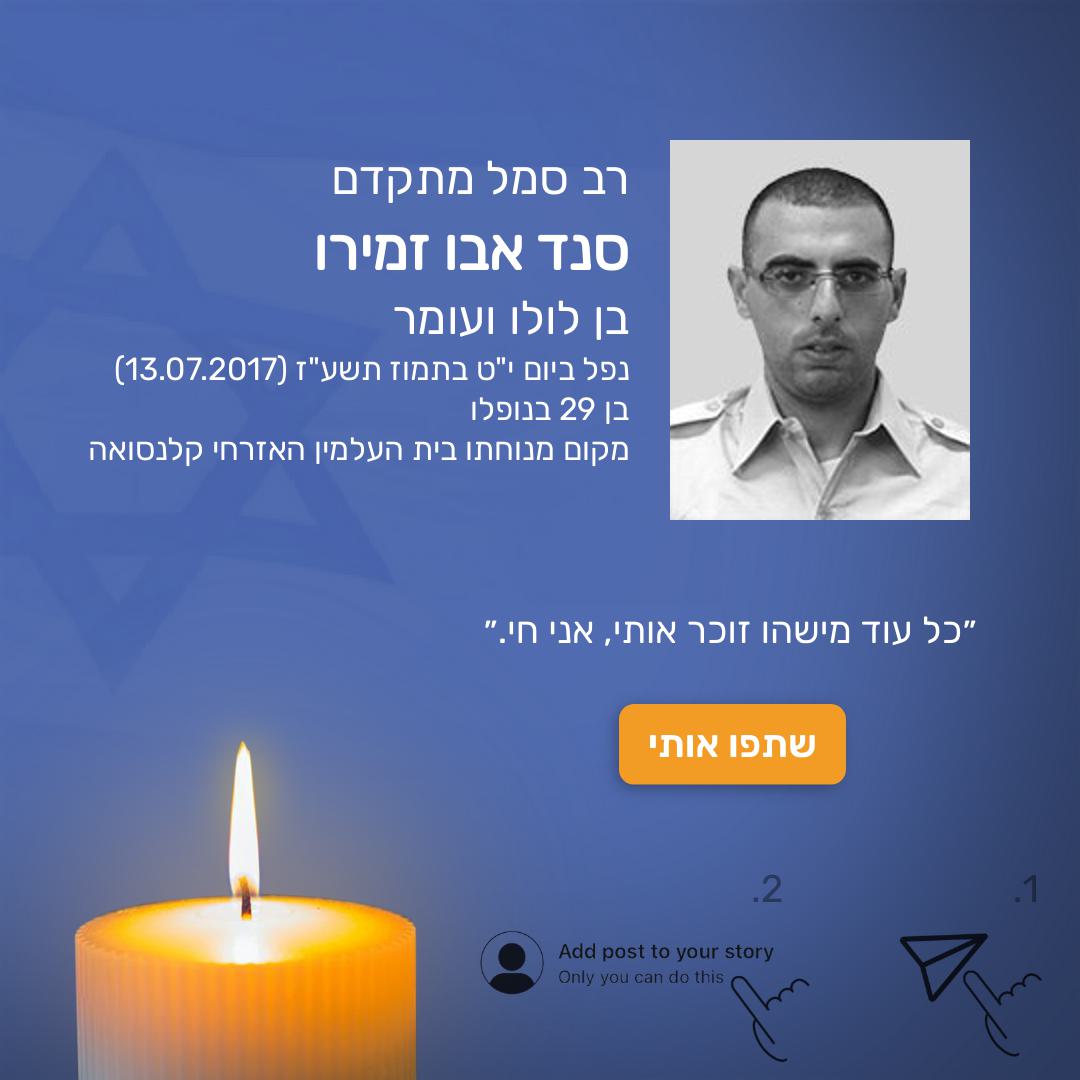 רב סמל מתקדם
סנד אבו זמירו
בן לולו ועומר
נפל ביום י"ט בתמוז תשע"ז (13.07.2017)
בן 29 בנופלו
מקום מנוחתו בית העלמין האזרחי קלנסואה
״כל עוד מישהו זוכר אותי, אני חי.״
שתפו אותי
1.
2.
Add post to your story
Only you can do this